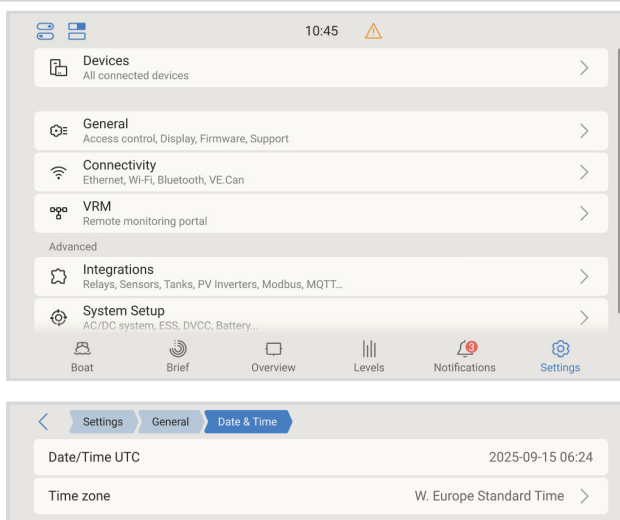 10:45
Devices
All connected devices
General
Access control, Display, Firmware, Support
Connectivity
Ethernet, Wi-Fi, Bluetooth, VE.Can
VRM
Remote monitoring portal
Advanced
Integrations
Relays, Sensors, Tanks, PV Inverters, Modbus, MQTT...
System Setup
AC/DC system, ESS, DVCC, Battery...
3
Boat Brief Overview Levels Notifications Settings
Settings General Date & Time
Date/Time UTC 2025-09-15 06:24
Time zone W. Europe Standard Time